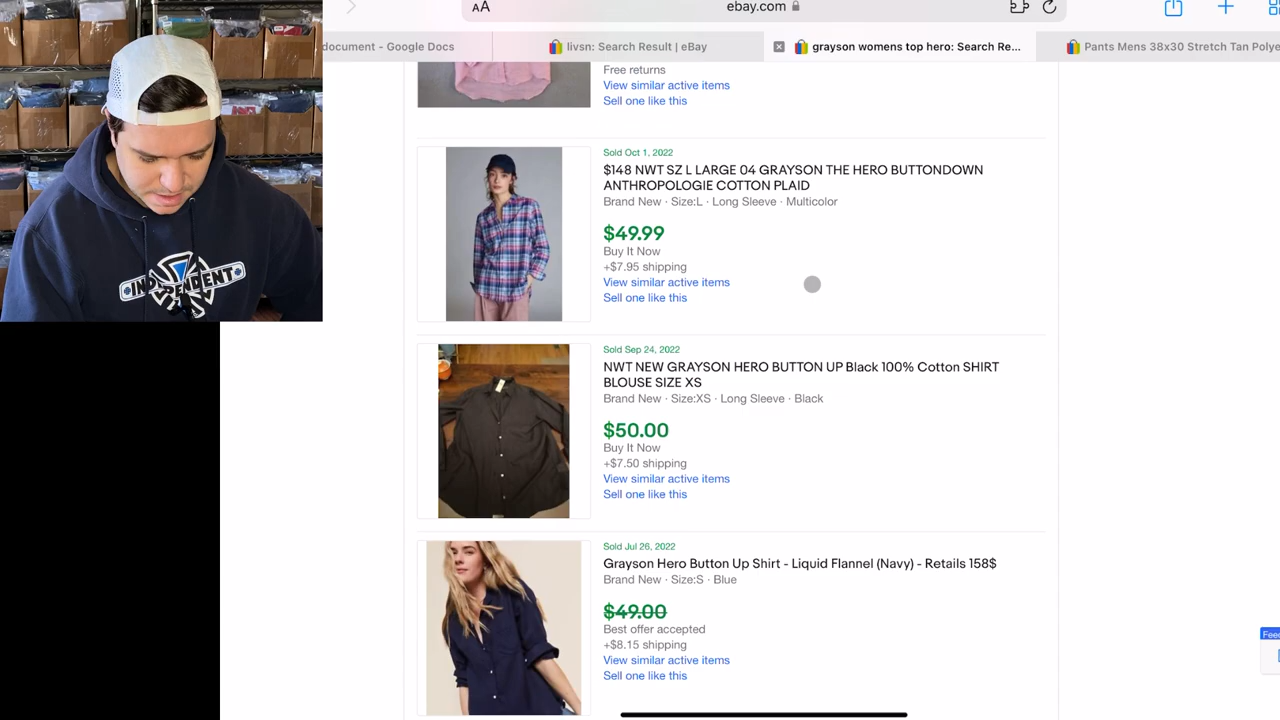 AA
ebay.com
document - Google Docs
livsn: Search Result | eBay
grayson womens top hero: Search Re...
Pants Mens 38x30 Stretch Tan Polye
Free returns
View similar active items
Sell one like this
Sold Oct 1, 2022
$148 NWT SZ L LARGE 04 GRAYSON THE HERO BUTTONDOWN
ANTHROPOLOGIE COTTON PLAID
Brand New · Size:L · Long Sleeve · Multicolor
$49.99
Buy It Now
+$7.95 shipping
View similar active items
Sell one like this
Sold Sep 24, 2022
NWT NEW GRAYSON HERO BUTTON UP Black 100% Cotton SHIRT
BLOUSE SIZE XS
Brand New · Size:XS · Long Sleeve · Black
$50.00
Buy It Now
+$7.50 shipping
View similar active items
Sell one like this
Sold Jul 26, 2022
Grayson Hero Button Up Shirt - Liquid Flannel (Navy) - Retails 158$
Brand New · Size:S · Blue
$49.00
Best offer accepted
+$8.15 shipping
View similar active items
Sell one like this
INDEPENDENT
Feed